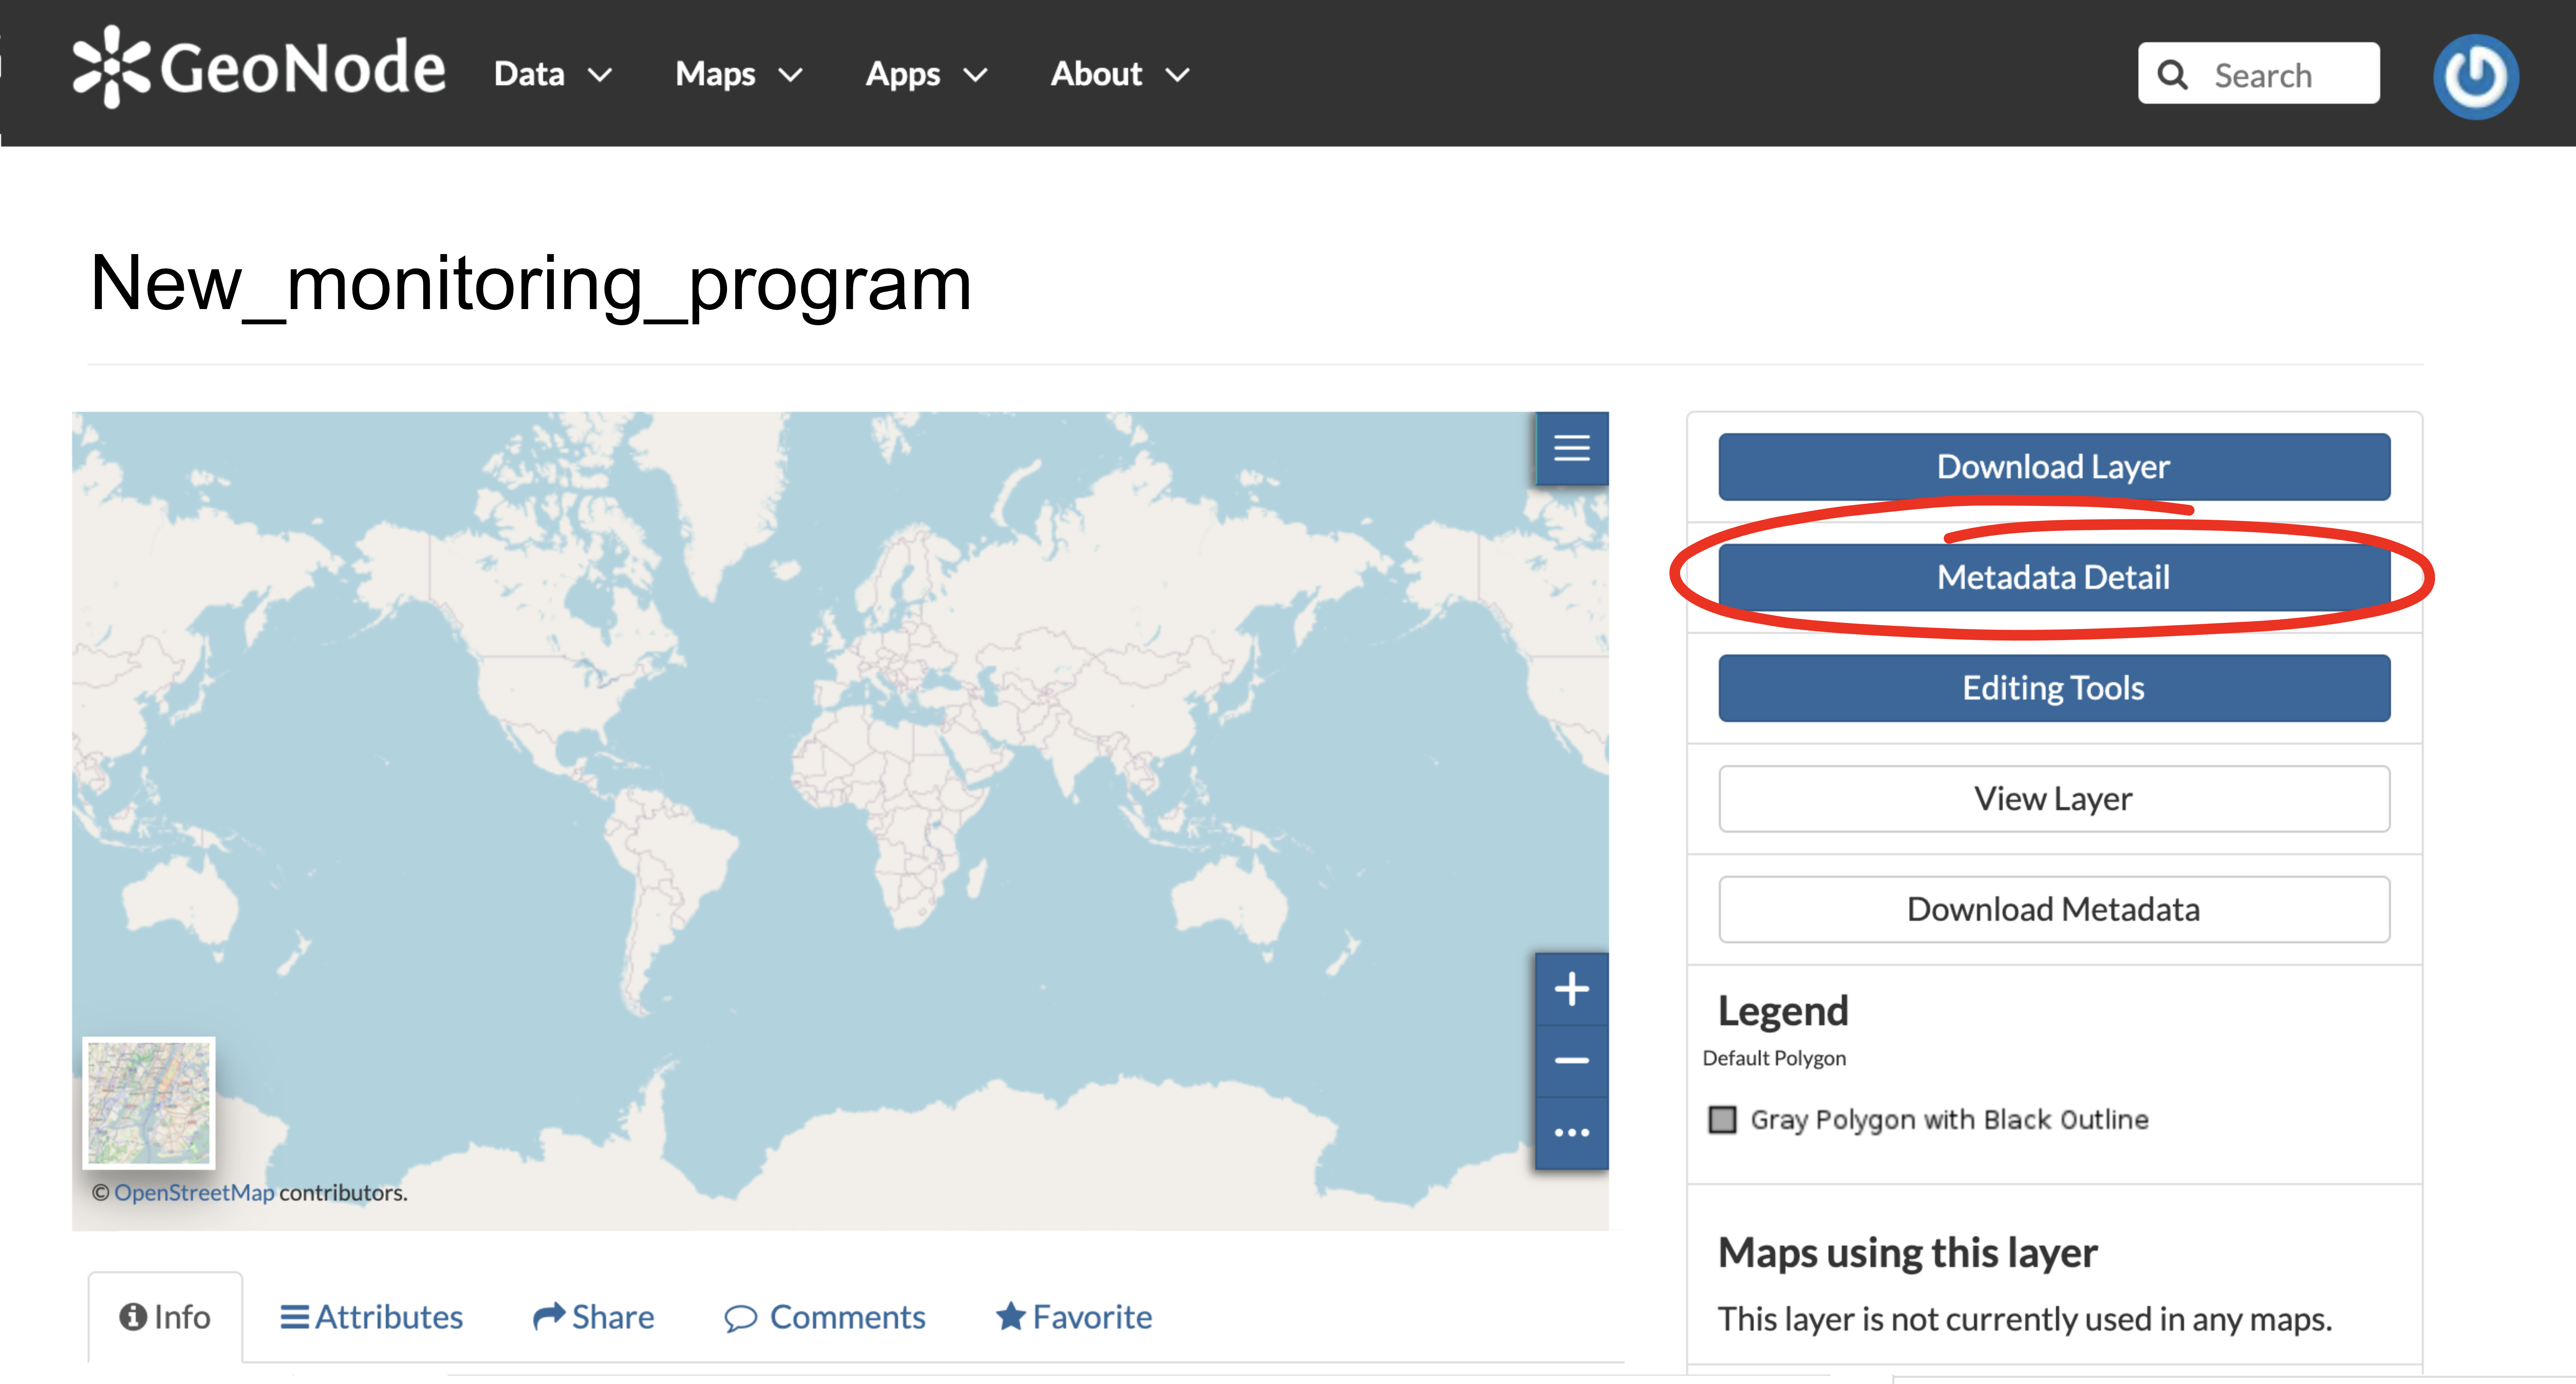 GeoNode Data Maps Apps About Search
New_monitoring_program
Download Layer
Metadata Detail
Editing Tools
View Layer
Download Metadata
Legend
Default Polygon
Gray Polygon with Black Outline
© OpenStreetMap contributors.
Maps using this layer
This layer is not currently used in any maps.
Info Attributes Share Comments Favorite